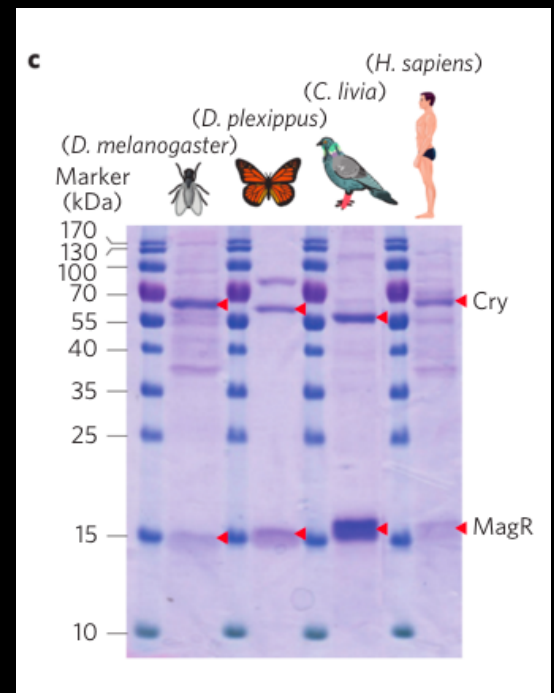 c
(H. sapiens)
(C. livia)
(D. plexippus)
(D. melanogaster)
Marker
(kDa)
170
130
100
70
55
40
35
25
15
10
Cry
MagR